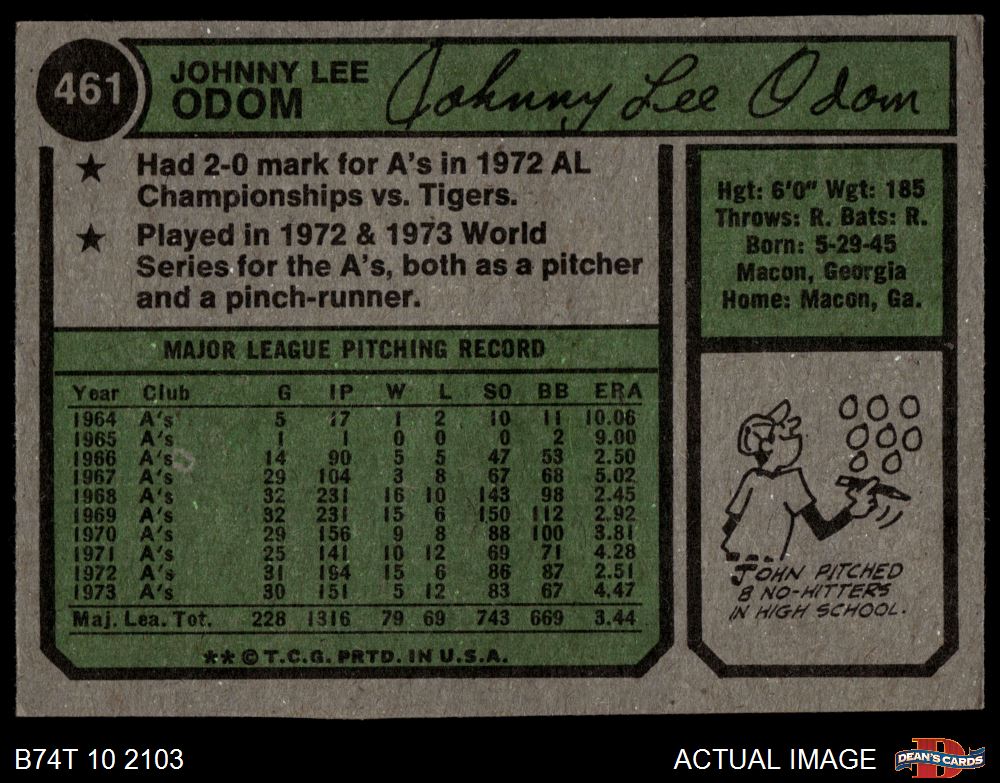 461
JOHNNY LEE
ODOM
Johnny Lee Odom
★ Had 2-0 mark for A's in 1972 AL
Championships vs. Tigers.
★ Played in 1972 & 1973 World
Series for the A's, both as a pitcher
and a pinch-runner.
Hgt: 6'0" Wgt: 185
Throws: R. Bats: R.
Born: 5-29-45
Macon, Georgia
Home: Macon, Ga.
MAJOR LEAGUE PITCHING RECORD
Year Club G IP W L SO BB ERA
1964 A's 5 17 1 2 10 11 10.06
1965 A's 1 1 0 0 0 2 9.00
1966 A's 14 90 5 5 47 53 2.50
1967 A's 29 104 3 8 67 68 5.02
1968 A's 32 231 16 10 143 98 2.45
1969 A's 32 231 15 6 150 112 2.92
1970 A's 29 156 9 8 88 100 3.81
1971 A's 25 141 10 12 69 71 4.28
1972 A's 31 194 15 6 86 87 2.51
1973 A's 30 151 5 12 83 67 4.47
Maj. Lea. Tot. 228 1316 79 69 743 669 3.44
** © T.C.G. PRTD. IN U.S.A.
JOHN PITCHED
8 NO-HITTERS
IN HIGH SCHOOL.
B74T 10 2103
ACTUAL IMAGE
DEAN'S CARDS